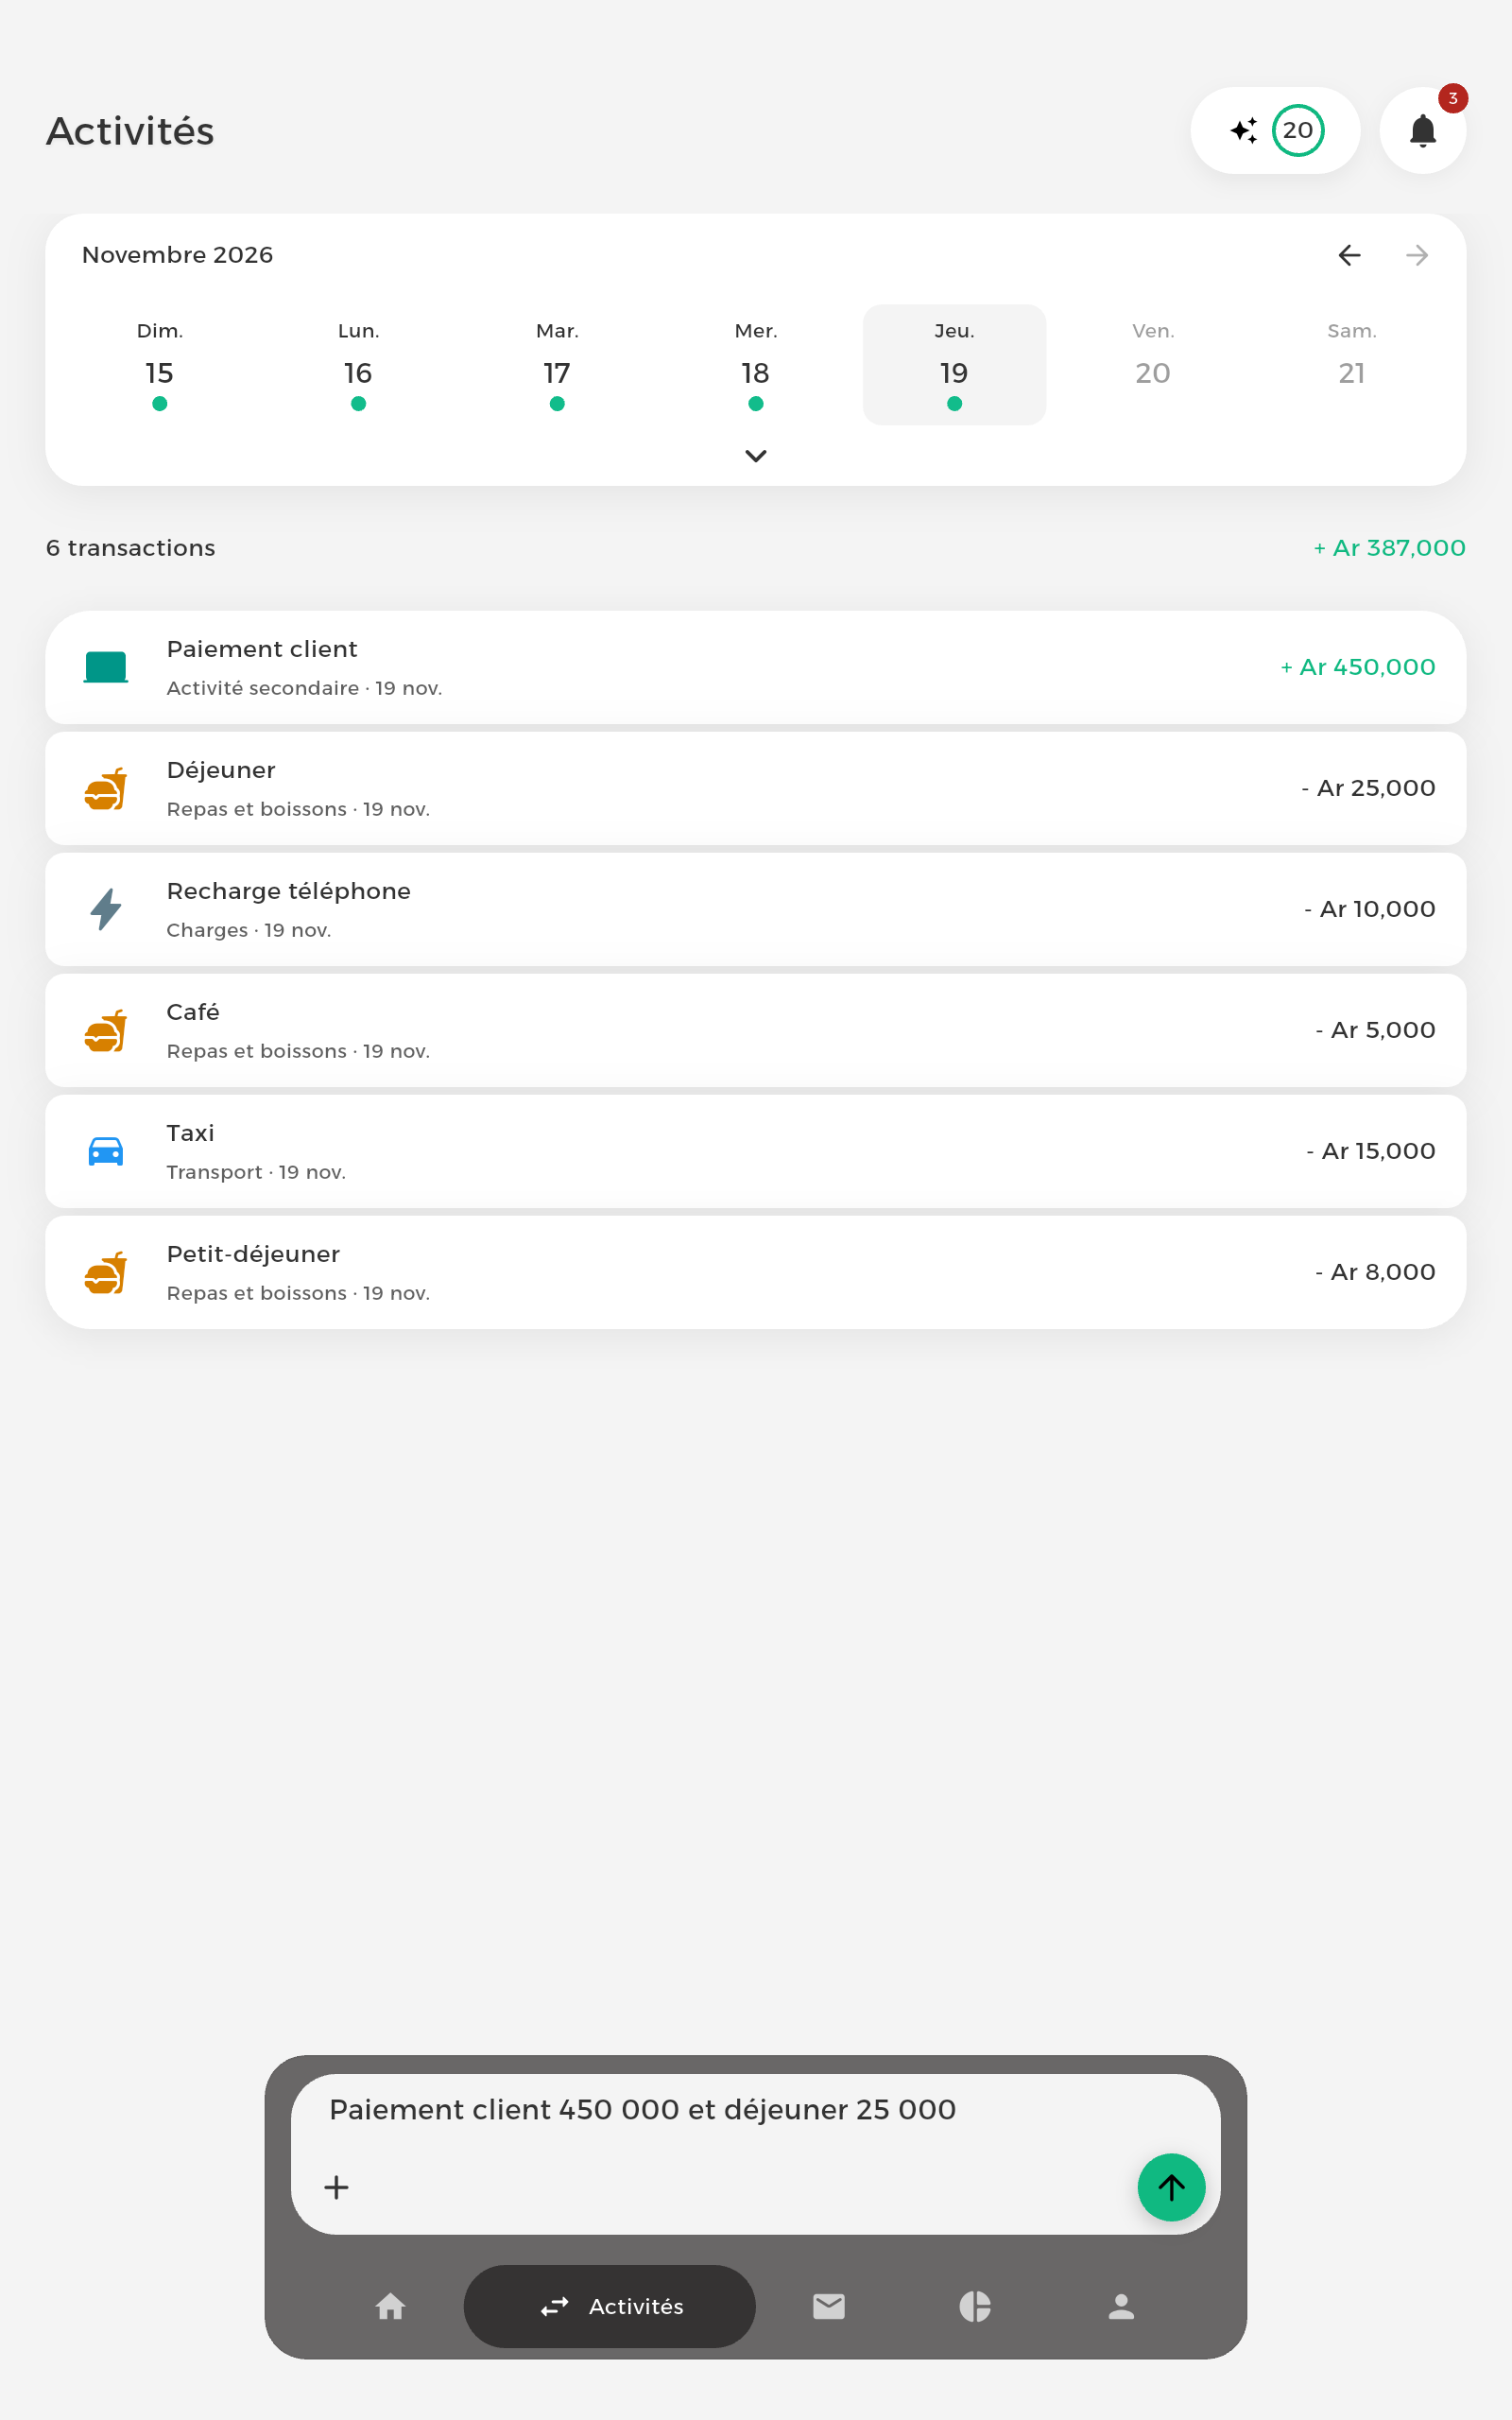 Activités
20
3
Novembre 2026
Dim. Lun. Mar. Mer. Jeu. Ven. Sam.
15 16 17 18 19 20 21
6 transactions + Ar 387,000
Paiement client
Activité secondaire · 19 nov.
+ Ar 450,000
Déjeuner
Repas et boissons · 19 nov.
- Ar 25,000
Recharge téléphone
Charges · 19 nov.
- Ar 10,000
Café
Repas et boissons · 19 nov.
- Ar 5,000
Taxi
Transport · 19 nov.
- Ar 15,000
Petit-déjeuner
Repas et boissons · 19 nov.
- Ar 8,000
Paiement client 450 000 et déjeuner 25 000
Activités